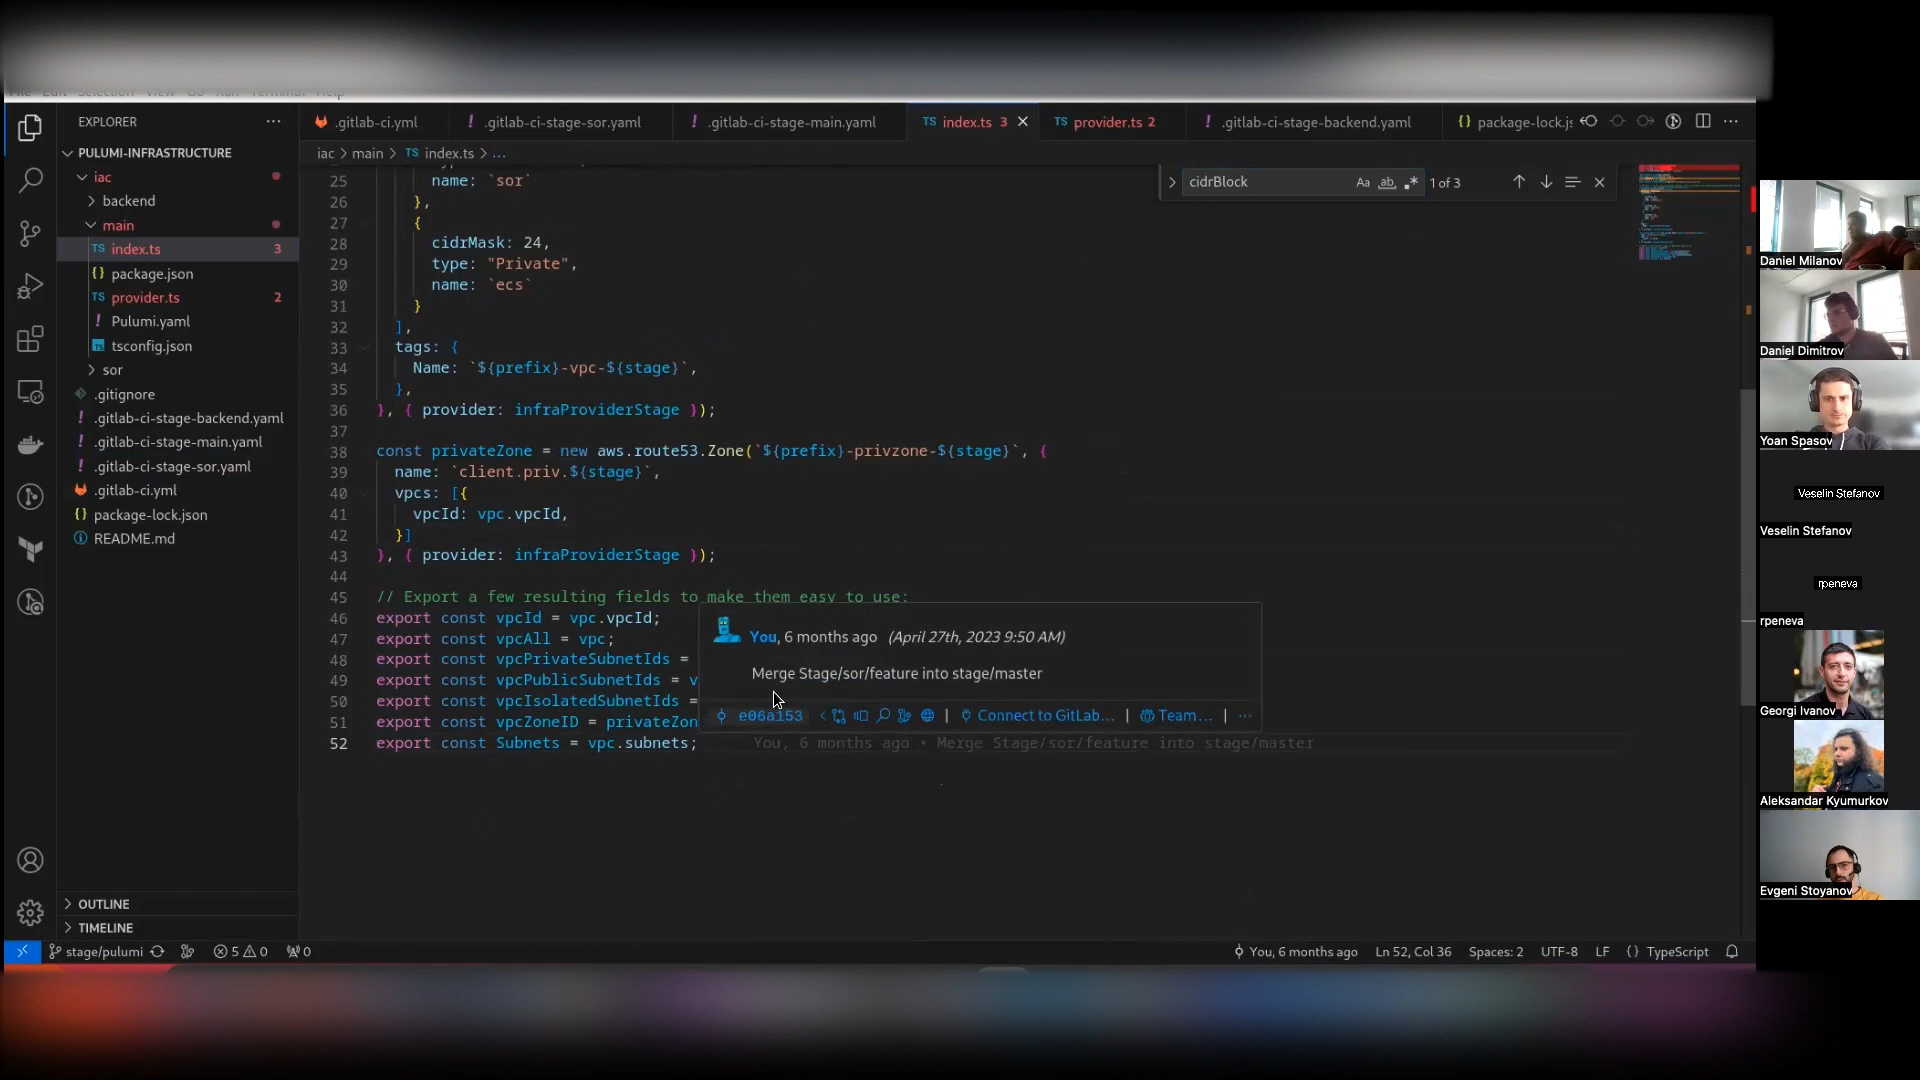 EXPLORER
PULUMI-INFRASTRUCTURE
iac
backend
main
index.ts 3
package.json
provider.ts 2
Pulumi.yaml
tsconfig.json
sor
.gitignore
.gitlab-ci-stage-backend.yaml
.gitlab-ci-stage-main.yaml
.gitlab-ci-stage-sor.yaml
.gitlab-ci.yml
package-lock.json
README.md
OUTLINE
TIMELINE
.gitlab-ci.yml
.gitlab-ci-stage-sor.yaml
.gitlab-ci-stage-main.yaml
TS index.ts 3
TS provider.ts 2
.gitlab-ci-stage-backend.yaml
package-lock.js
iac > main > TS index.ts > ...
cidrBlock
1 of 3
25 name: `sor`
26 },
27 {
28 cidrMask: 24,
29 type: "Private",
30 name: `ecs`
31 }
32 ],
33 tags: {
34 Name: `${prefix}-vpc-${stage}`,
35 },
36 }, { provider: infraProviderStage });
37
38 const privateZone = new aws.route53.Zone(`${prefix}-privzone-${stage}`, {
39 name: `client.priv.${stage}`,
40 vpcs: [{
41 vpcId: vpc.vpcId,
42 }]
43 }, { provider: infraProviderStage });
44
45 // Export a few resulting fields to make them easy to use:
46 export const vpcId = vpc.vpcId;
47 export const vpcAll = vpc;
48 export const vpcPrivateSubnetIds =
49 export const vpcPublicSubnetIds = v
50 export const vpcIsolatedSubnetIds =
51 export const vpcZoneID = privateZon
52 export const Subnets = vpc.subnets; You, 6 months ago • Merge Stage/sor/feature into stage/master
You, 6 months ago (April 27th, 2023 9:50 AM)
Merge Stage/sor/feature into stage/master
e06a153
Connect to GitLab...
Team...
stage/pulumi
5 0
0
You, 6 months ago
Ln 52, Col 36
Spaces: 2
UTF-8
LF
{} TypeScript
Daniel Milanov
Daniel Dimitrov
Yoan Spasov
Veselin Stefanov
Veselin Stefanov
rpeneva
rpeneva
Georgi Ivanov
Aleksandar Kyumurkov
Evgeni Stoyanov